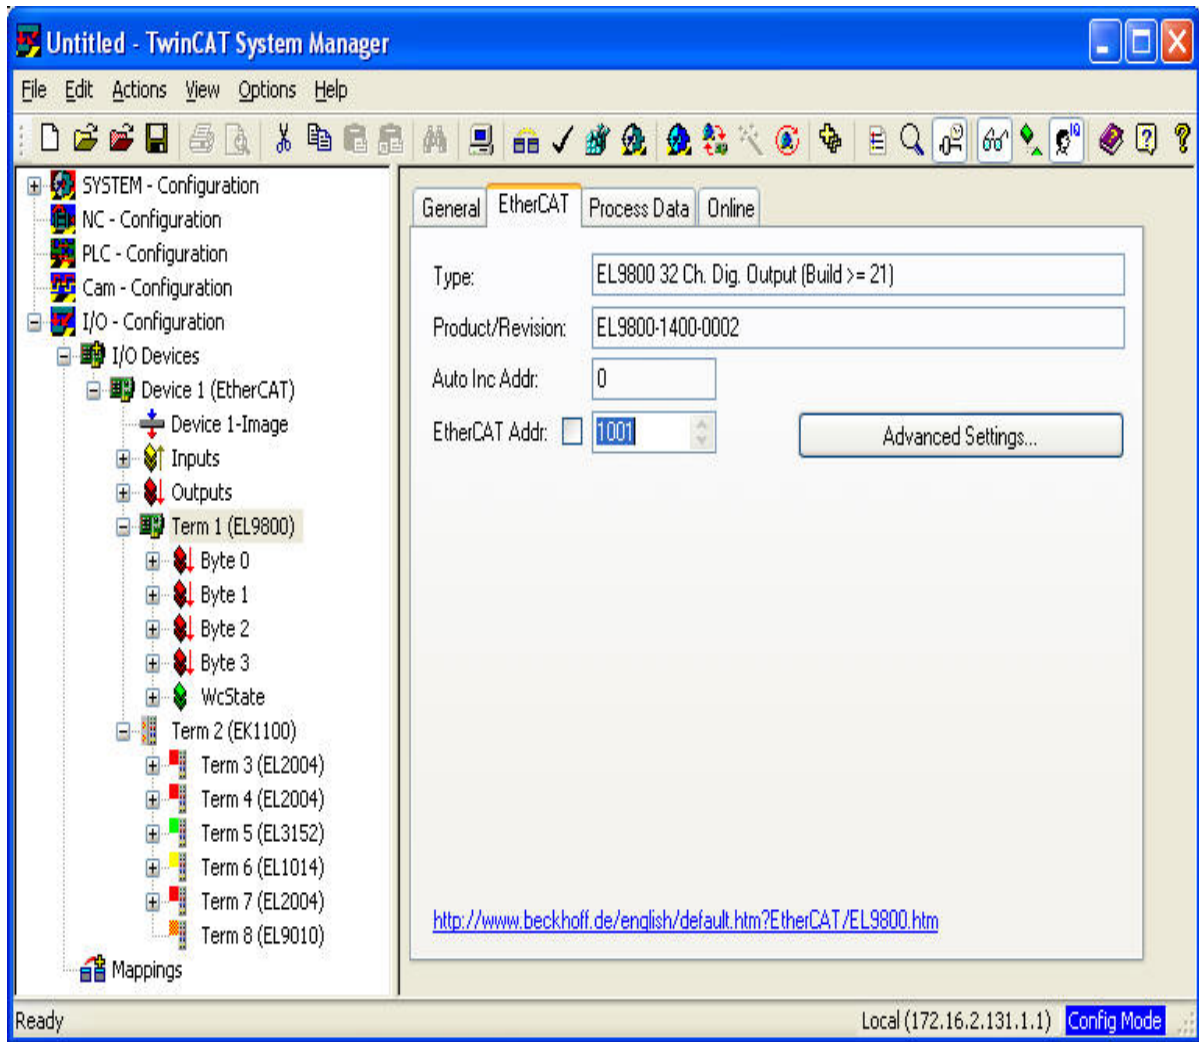 Untitled - TwinCAT System Manager
File Edit Actions View Options Help
SYSTEM - Configuration
NC - Configuration
PLC - Configuration
Cam - Configuration
I/O - Configuration
I/O Devices
Device 1 (EtherCAT)
Device 1-Image
Inputs
Outputs
Term 1 (EL9800)
Byte 0
Byte 1
Byte 2
Byte 3
WcState
Term 2 (EK1100)
Term 3 (EL2004)
Term 4 (EL2004)
Term 5 (EL3152)
Term 6 (EL1014)
Term 7 (EL2004)
Term 8 (EL9010)
Mappings
General EtherCAT Process Data Online
Type: EL9800 32 Ch. Dig. Output (Build >= 21)
Product/Revision: EL9800-1400-0002
Auto Inc Addr: 0
EtherCAT Addr: 1001
Advanced Settings...
http://www.beckhoff.de/english/default.htm?EtherCAT/EL9800.htm
Ready Local (172.16.2.131.1.1) Config Mode